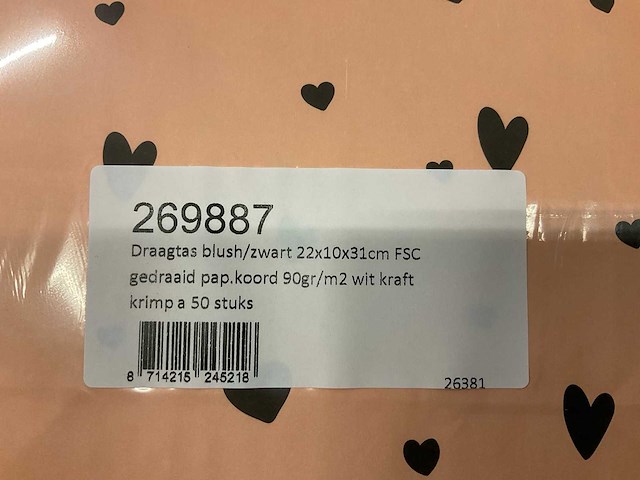 269887
Draagtas blush/zwart 22x10x31cm FSC
gedraaid pap.koord 90gr/m2 wit kraft
krimp a 50 stuks
8 714215 245218
26381